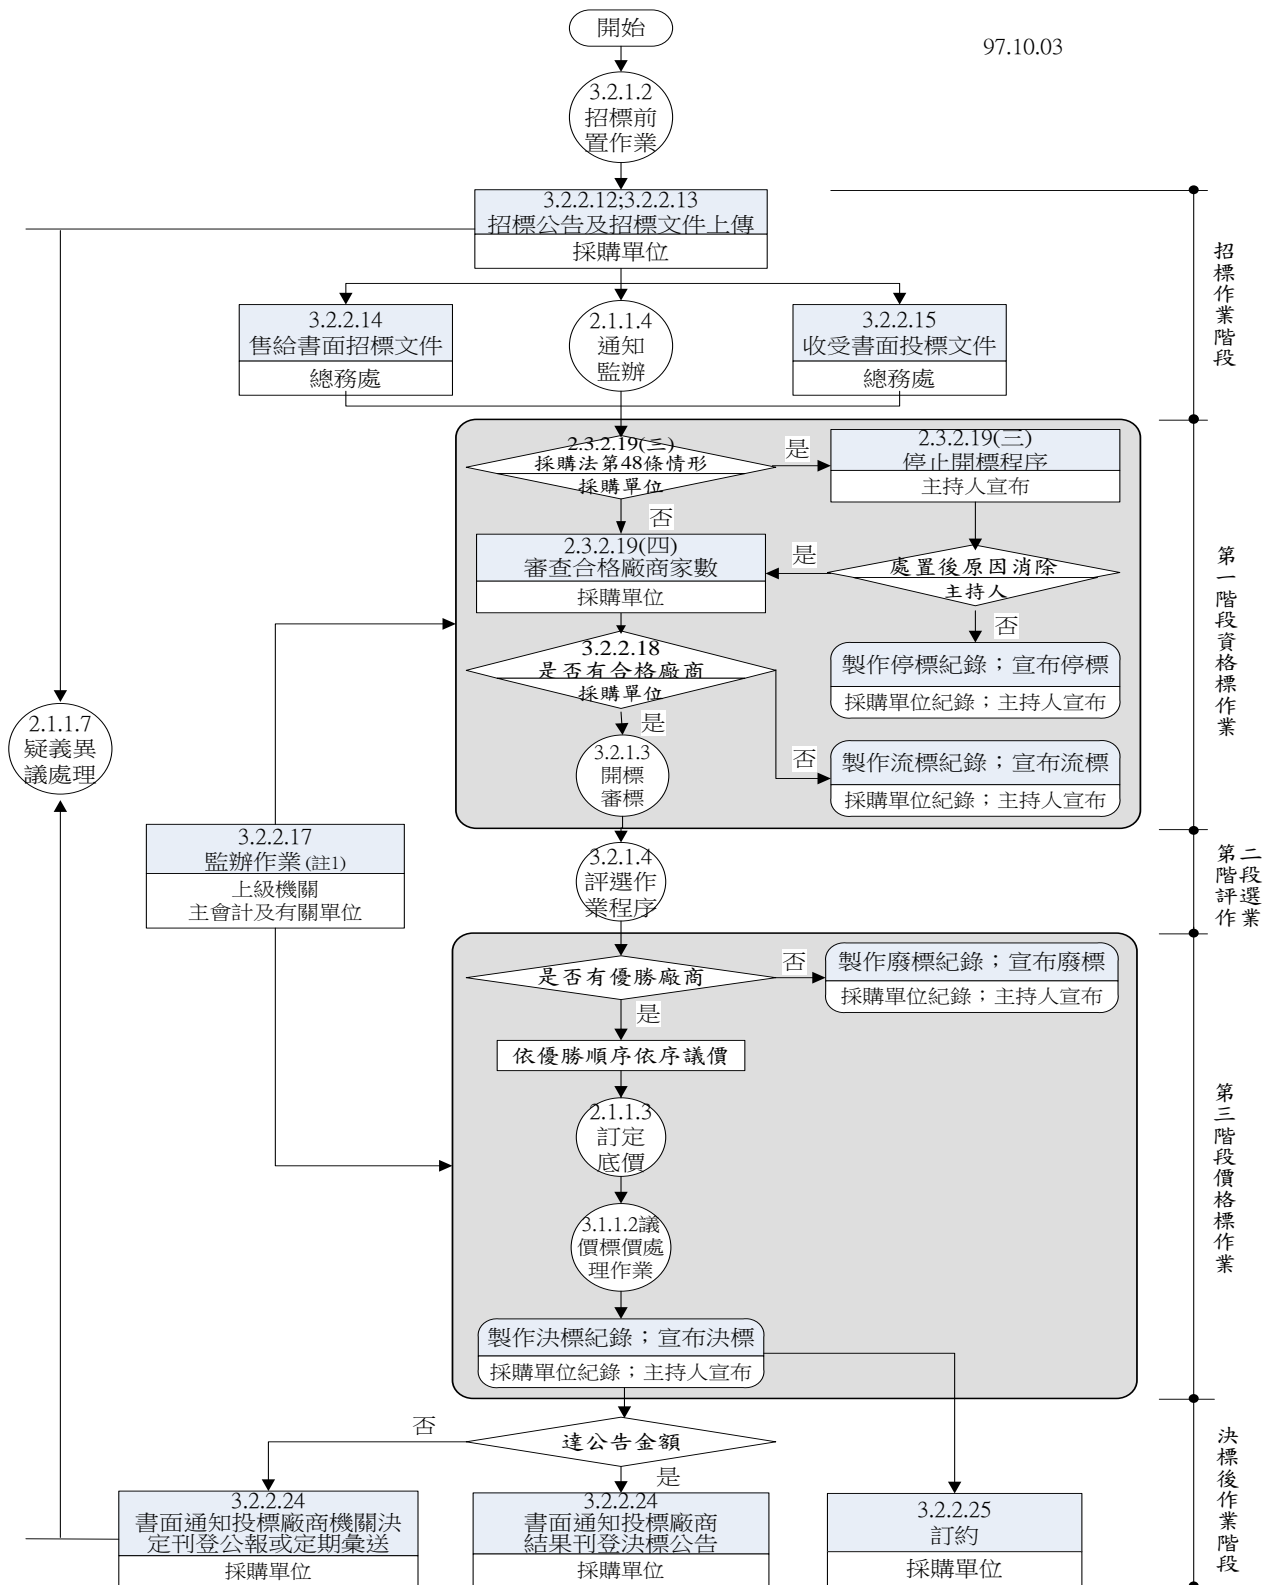 開始
97.10.03
3.2.1.2
招標前
置作業
3.2.2.12;3.2.2.13
招標公告及招標文件上傳
採購單位
招標作業階段
3.2.2.14
售給書面招標文件
總務處
2.1.1.4
通知
監辦
3.2.2.15
收受書面投標文件
總務處
2.3.2.19(三)
採購法第48條情形
採購單位
是
2.3.2.19(三)
停止開標程序
主持人宣布
否
2.3.2.19(四)
審查合格廠商家數
採購單位
是
處置後原因消除
主持人
否
第一階段資格標作業
3.2.2.18
是否有合格廠商
採購單位
製作停標紀錄；宣布停標
採購單位紀錄；主持人宣布
是
否
2.1.1.7
疑義異
議處理
3.2.1.3
開標
審標
製作流標紀錄；宣布流標
採購單位紀錄；主持人宣布
3.2.2.17
監辦作業(註1)
上級機關
主會計及有關單位
3.2.1.4
評選作
業程序
第二
階段
評選
作業
是否有優勝廠商
否
製作廢標紀錄；宣布廢標
採購單位紀錄；主持人宣布
是
依優勝順序依序議價
2.1.1.3
訂定
底價
第三階段價格標作業
3.1.1.2議
價標價處
理作業
製作決標紀錄；宣布決標
採購單位紀錄；主持人宣布
否
達公告金額
是
決標後作業階段
3.2.2.24
書面通知投標廠商機關決
定刊登公報或定期彙送
採購單位
3.2.2.24
書面通知投標廠商
結果刊登決標公告
採購單位
3.2.2.25
訂約
採購單位